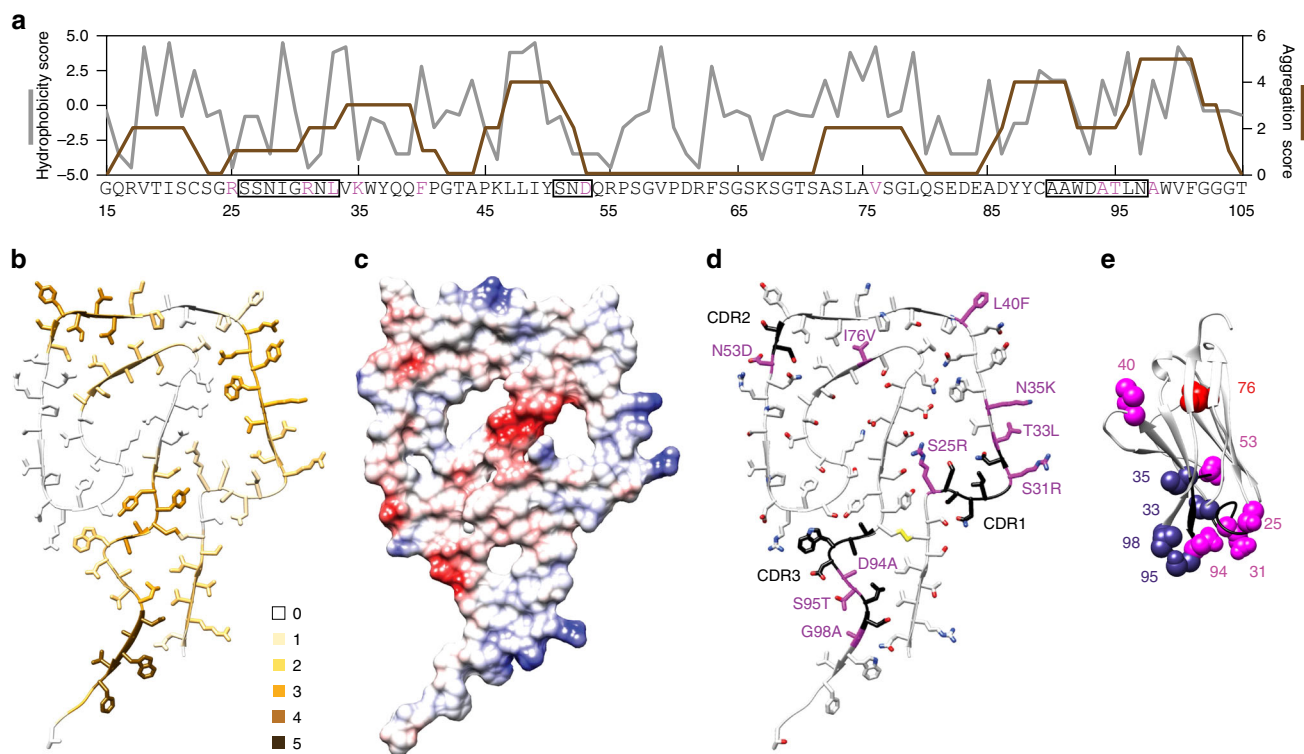 a
Hydrophobicity score
5.0
2.5
0.0
−2.5
−5.0
6
4
2
0
Aggregation score
GQRVTISCSGRSSNIGRNLVKWYQQFPGTAPKLLIYSNDQRPSGVPDRFSGSKSGTSASLAVSGLQSEDEADYYCAAWDATLNAWVFGGGT
15 25 35 45 55 65 75 85 95 105
b
0
1
2
3
4
5
c
d
CDR2
N53D
I76V
L40F
N35K
T33L
S25R
S31R
CDR1
CDR3
D94A
S95T
G98A
e
40
76
53
35
33
25
98
95
94
31